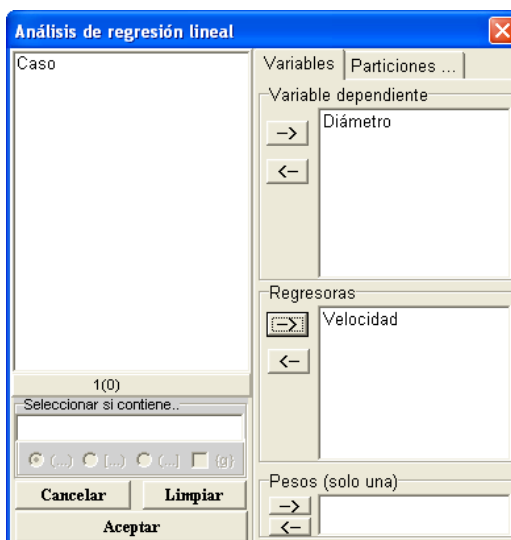 Análisis de regresión lineal
Caso
1(0)
Seleccionar si contiene..
(...) [...) (...] {g}
Cancelar Limpiar
Aceptar
Variables Particiones ...
Variable dependiente
-->
Diámetro
<--
Regresoras
-->
Velocidad
<--
Pesos (solo una)
-->
<--